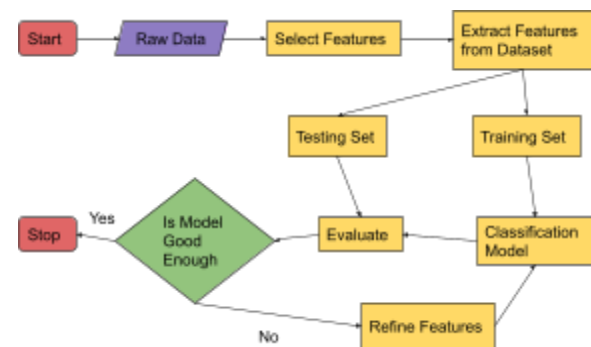 Start
Raw Data
Select Features
Extract Features
from Dataset
Testing Set
Training Set
Yes
Is Model
Good
Enough
Stop
Evaluate
Classification
Model
No
Refine Features